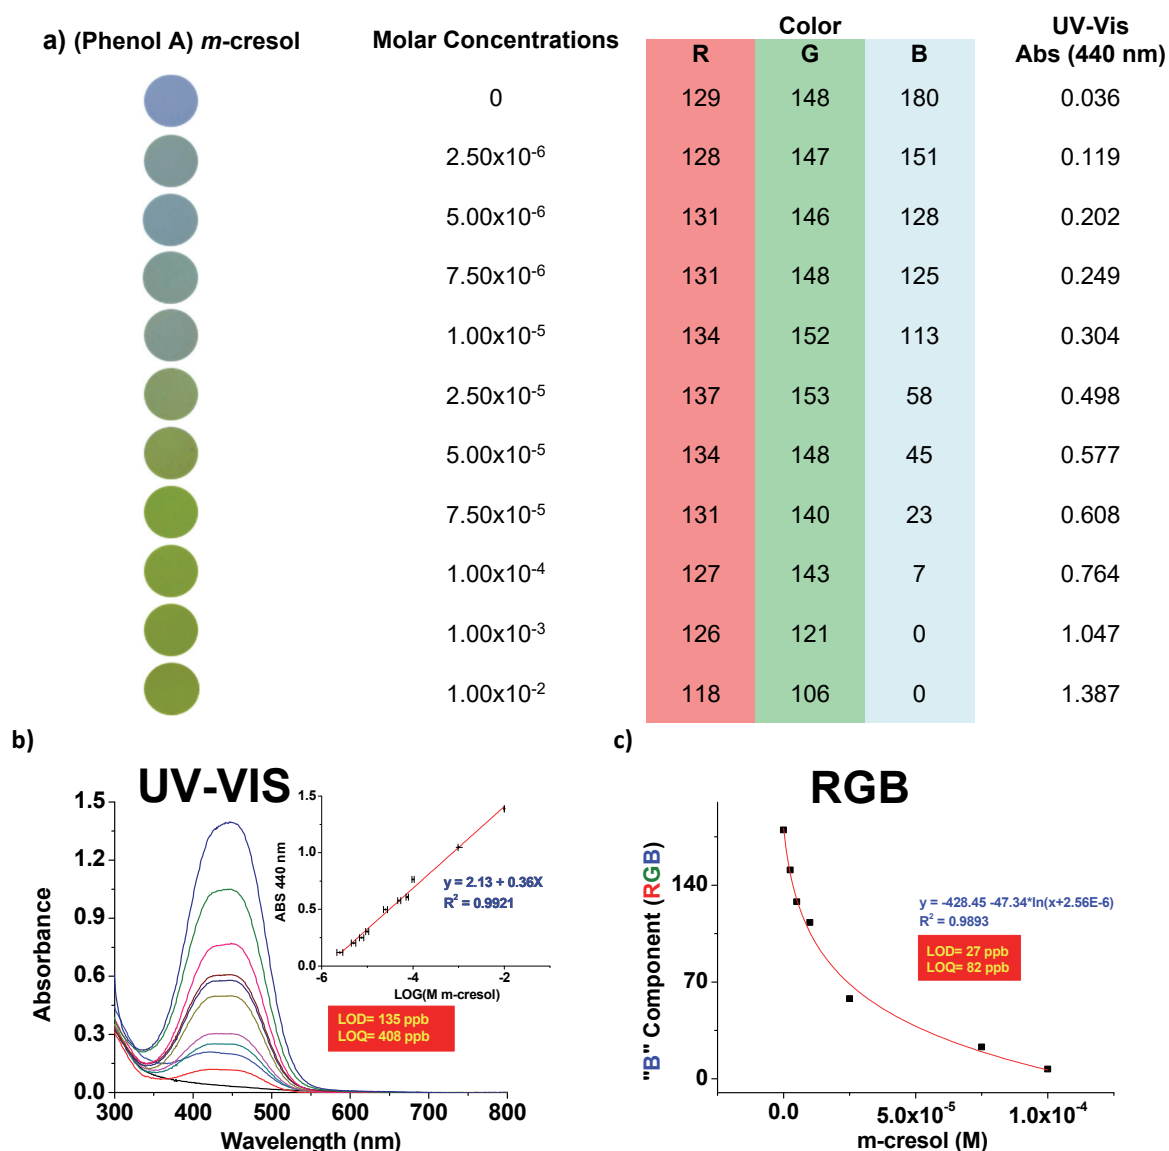 a) (Phenol A) m-cresol
Molar Concentrations
Color
R G B
UV-Vis
Abs (440 nm)
0 129 148 180 0.036
2.50x10-6 128 147 151 0.119
5.00x10-6 131 146 128 0.202
7.50x10-6 131 148 125 0.249
1.00x10-5 134 152 113 0.304
2.50x10-5 137 153 58 0.498
5.00x10-5 134 148 45 0.577
7.50x10-5 131 140 23 0.608
1.00x10-4 127 143 7 0.764
1.00x10-3 126 121 0 1.047
1.00x10-2 118 106 0 1.387
b)
UV-VIS
Absorbance
1.5
1.2
0.9
0.6
0.3
0.0
300 400 500 600 700 800
Wavelength (nm)
ABS 440 nm
1.5
1.0
0.5
0.0
-6 -4 -2
LOG(M m-cresol)
y = 2.13 + 0.36X
R2 = 0.9921
LOD= 135 ppb
LOQ= 408 ppb
c)
RGB
"B" Component (RGB)
140
70
0
0.0 5.0x10-5 1.0x10-4
m-cresol (M)
y = -428.45 -47.34*ln(x+2.56E-6)
R2 = 0.9893
LOD= 27 ppb
LOQ= 82 ppb